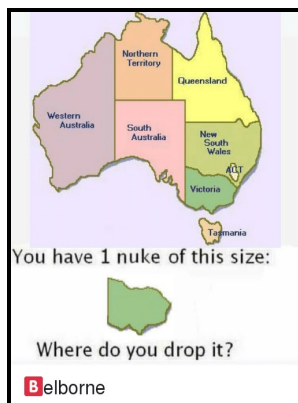 Northern
Territory
Queensland
Western
Australia
South
Australia
New
South
Wales
ACT
Victoria
Tasmania
You have 1 nuke of this size:
Where do you drop it?
Belborne